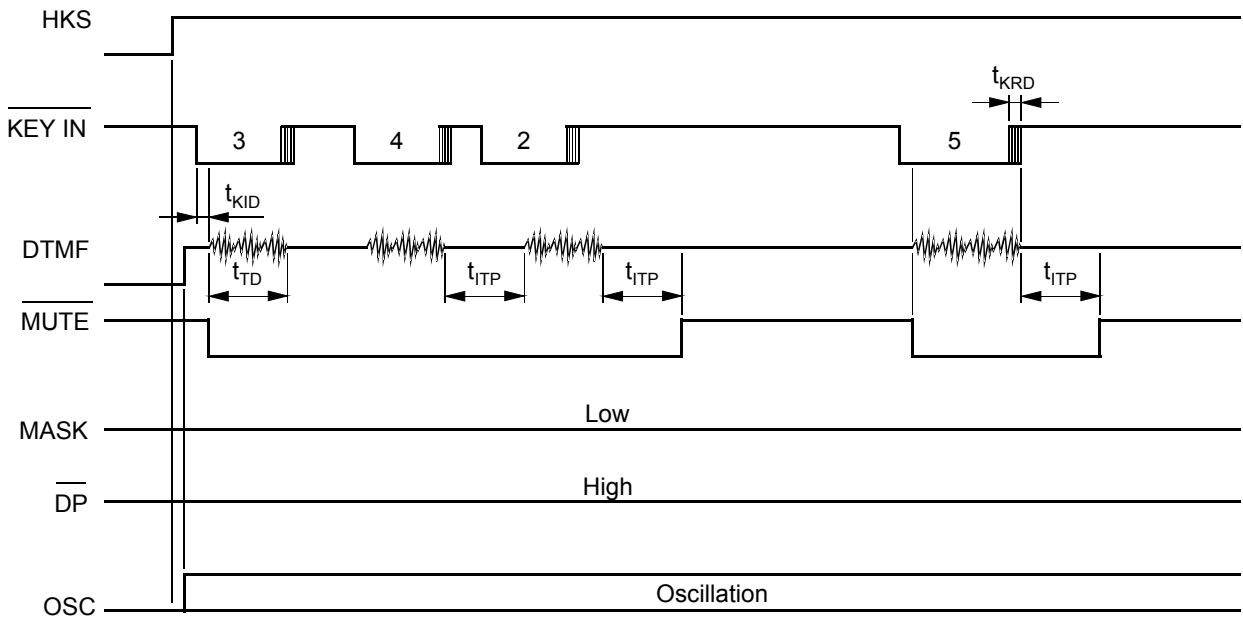 HKS
tKRD
KEY IN
3
4
2
5
tKID
DTMF
tTD
tITP
tITP
tITP
MUTE
Low
MASK
High
DP
Oscillation
OSC